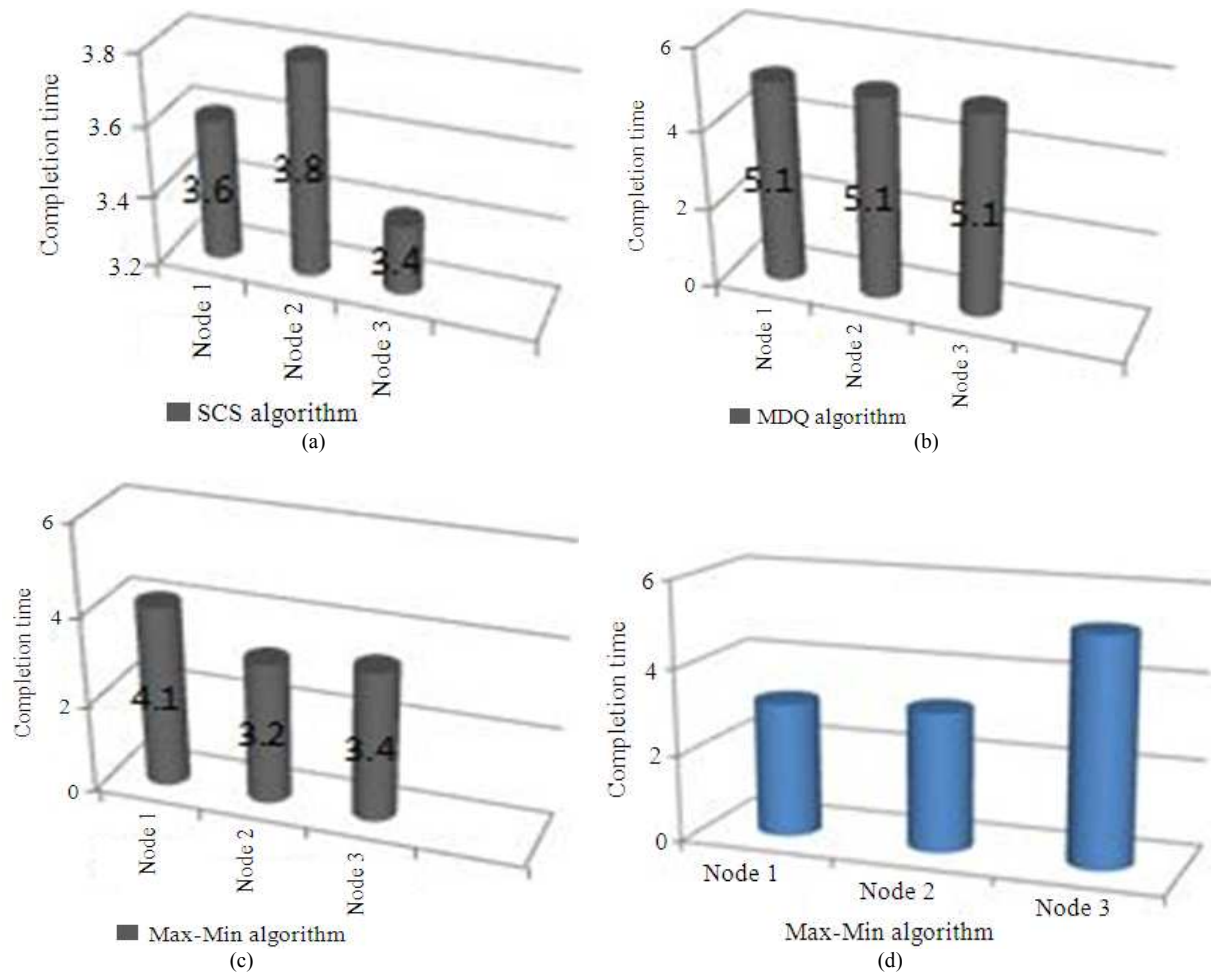 Completion time
3.8
3.6
3.4
3.2
3.6
3.8
3.4
Node 1
Node 2
Node 3
SCS algorithm
(a)
Completion time
6
4
2
0
5.1
5.1
5.1
Node 1
Node 2
Node 3
MDQ algorithm
(b)
Completion time
6
4
2
0
4.1
3.2
3.4
Node 1
Node 2
Node 3
Max-Min algorithm
(c)
Completion time
6
4
2
0
Node 1
Node 2
Node 3
Max-Min algorithm
(d)